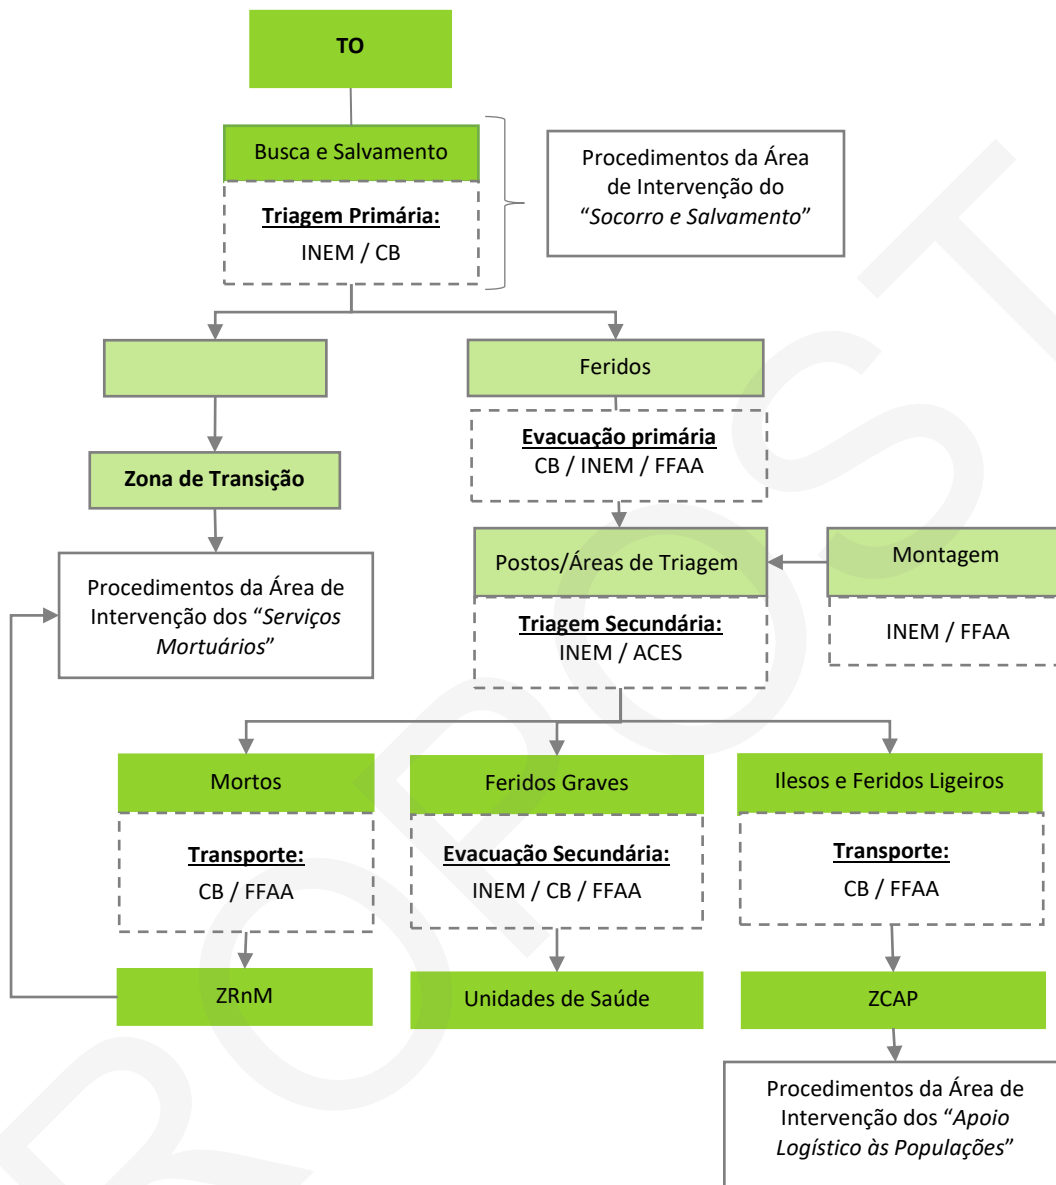 TO
Busca e Salvamento
Triagem Primária:
INEM / CB
Procedimentos da Área
de Intervenção do
“Socorro e Salvamento”
Feridos
Evacuação primária
CB / INEM / FFAA
Zona de Transição
Postos/Áreas de Triagem
Triagem Secundária:
INEM / ACES
Montagem
INEM / FFAA
Procedimentos da Área de
Intervenção dos “Serviços
Mortuários”
Mortos
Transporte:
CB / FFAA
ZRnM
Feridos Graves
Evacuação Secundária:
INEM / CB / FFAA
Unidades de Saúde
Ilesos e Feridos Ligeiros
Transporte:
CB / FFAA
ZCAP
Procedimentos da Área de
Intervenção dos “Apoio
Logístico às Populações”
ROPOST